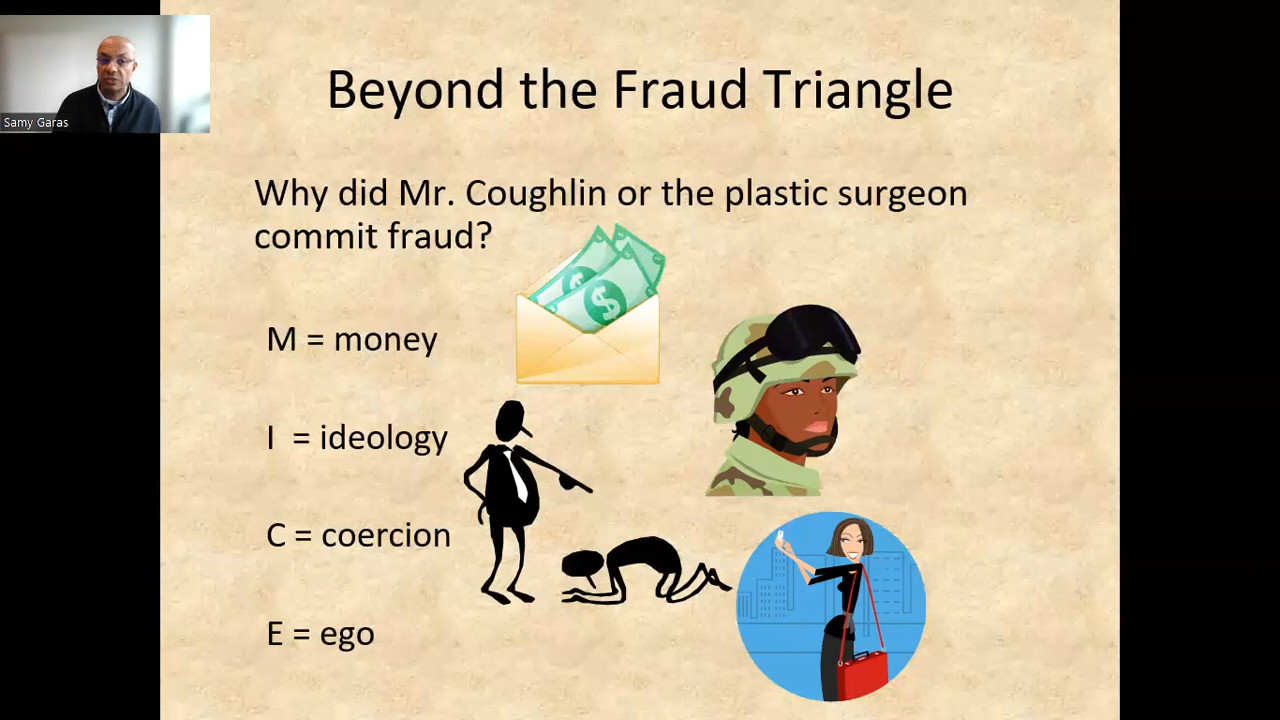 Beyond the Fraud Triangle
Samy Garas
Why did Mr. Coughlin or the plastic surgeon
commit fraud?
M = money
I = ideology
C = coercion
E = ego